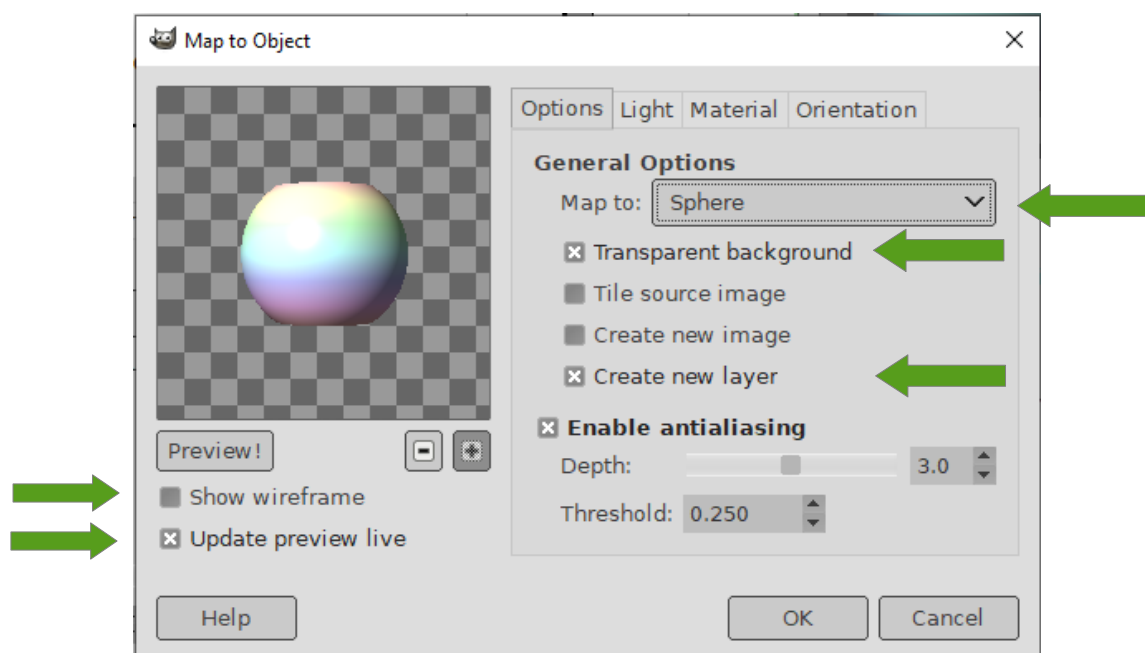 Map to Object
Options Light Material Orientation
General Options
Map to: Sphere
Transparent background
Tile source image
Create new image
Create new layer
Enable antialiasing
Depth: 3.0
Threshold: 0.250
Preview!
Show wireframe
Update preview live
Help OK Cancel